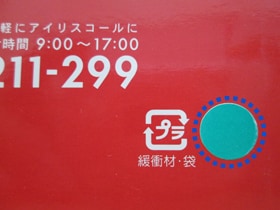 軽にアイリスコールに
時間 9:00〜17:00
211-299
プラ
緩衝材・袋